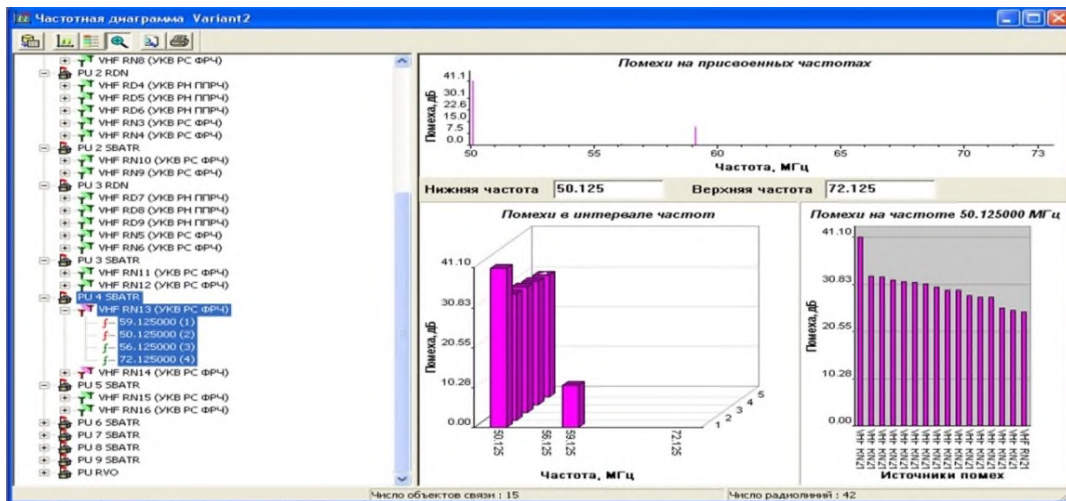 Частотная диаграмма Variant2
VHF RN8 (УКВ РС ФРЧ)
PU 2 RDN
VHF RD4 (УКВ РН ППРЧ)
VHF RD5 (УКВ РН ППРЧ)
VHF RD6 (УКВ РН ППРЧ)
VHF RN3 (УКВ РС ФРЧ)
VHF RN4 (УКВ РС ФРЧ)
PU 2 SBATR
VHF RN10 (УКВ РС ФРЧ)
VHF RN9 (УКВ РС ФРЧ)
PU 3 RDN
VHF RD7 (УКВ РН ППРЧ)
VHF RD8 (УКВ РН ППРЧ)
VHF RD9 (УКВ РН ППРЧ)
VHF RN5 (УКВ РС ФРЧ)
VHF RN6 (УКВ РС ФРЧ)
PU 3 SBATR
VHF RN11 (УКВ РС ФРЧ)
VHF RN12 (УКВ РС ФРЧ)
PU 4 SBATR
VHF RN13 (УКВ РС ФРЧ)
59.125000 (1)
50.125000 (2)
56.125000 (3)
72.125000 (4)
VHF RN14 (УКВ РС ФРЧ)
PU 5 SBATR
VHF RN15 (УКВ РС ФРЧ)
VHF RN16 (УКВ РС ФРЧ)
PU 6 SBATR
PU 7 SBATR
PU 8 SBATR
PU 9 SBATR
PU RVO
Помехи на присвоенных частотах
Помеха, дБ
41.1
30.1
22.6
15.0
7.5
0.0
50 55 60 65 70 73
Частота, МГц
Нижняя частота 50.125 Верхняя частота 72.125
Помехи в интервале частот
Помеха, дБ
41.10
30.83
20.55
10.28
0.00
50.125 56.125 59.125 72.125
1 2 3 4 5
Частота, МГц
Помехи на частоте 50.125000 МГц
Помеха, дБ
41.10
30.83
20.55
10.28
0.00
VHF RN21
Источники помех
Число объектов связи : 15 Число радиолиний : 42